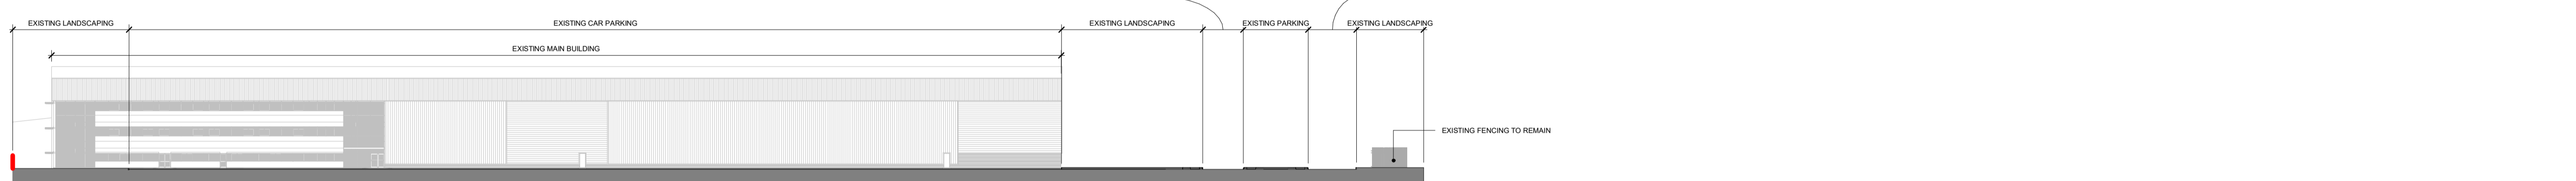 EXISTING LANDSCAPING
EXISTING CAR PARKING
EXISTING LANDSCAPING
EXISTING PARKING
EXISTING LANDSCAPING
EXISTING MAIN BUILDING
EXISTING FENCING TO REMAIN